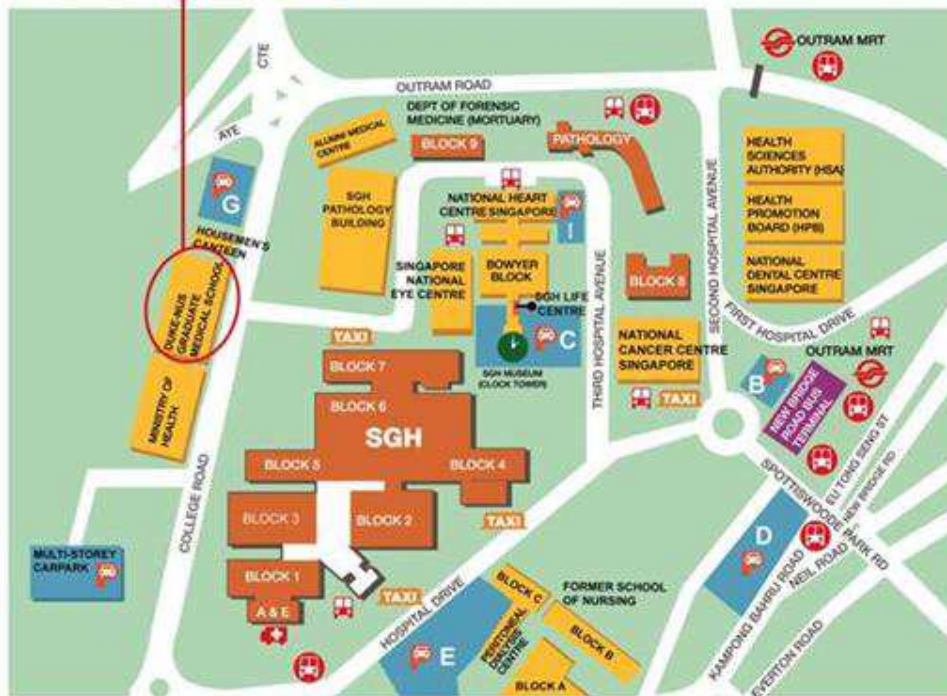 OUTRAM MRT
CTE
OUTRAM ROAD
AYE
DEPT OF FORENSIC
MEDICINE (MORTUARY)
ALUMNI MEDICAL
CENTRE
BLOCK 9
PATHOLOGY
HEALTH
SCIENCES
AUTHORITY (HSA)
G
SGH
PATHOLOGY
BUILDING
NATIONAL HEART
CENTRE SINGAPORE
I
HEALTH
PROMOTION
BOARD (HPB)
HOUSEMEN'S
CANTEEN
SINGAPORE
NATIONAL
EYE CENTRE
BOWYER
BLOCK
BLOCK 8
SECOND HOSPITAL AVENUE
NATIONAL
DENTAL CENTRE
SINGAPORE
DUKE-NUS
GRADUATE
MEDICAL SCHOOL
SGH LIFE
CENTRE
THIRD HOSPITAL AVENUE
FIRST HOSPITAL DRIVE
TAXI
C
NATIONAL
CANCER CENTRE
SINGAPORE
OUTRAM MRT
BLOCK 7
SGH MUSEUM
(CLOCK TOWER)
B
MINISTRY OF
HEALTH
BLOCK 6
TAXI
NEW BRIDGE
ROAD BUS
TERMINAL
SGH
EU TONG SENG ST
NEW BRIDGE RD
BLOCK 5
BLOCK 4
SPOTTISWOODE PARK RD
COLLEGE ROAD
BLOCK 3
BLOCK 2
TAXI
D
MULTI-STOREY
CARPARK
BLOCK 1
KAMPONG BAHRU ROAD
NEIL ROAD
A & E
TAXI
HOSPITAL DRIVE
BLOCK C
FORMER SCHOOL
OF NURSING
E
PERITONEAL
DIALYSIS
CENTRE
BLOCK B
EVERTON ROAD
BLOCK A